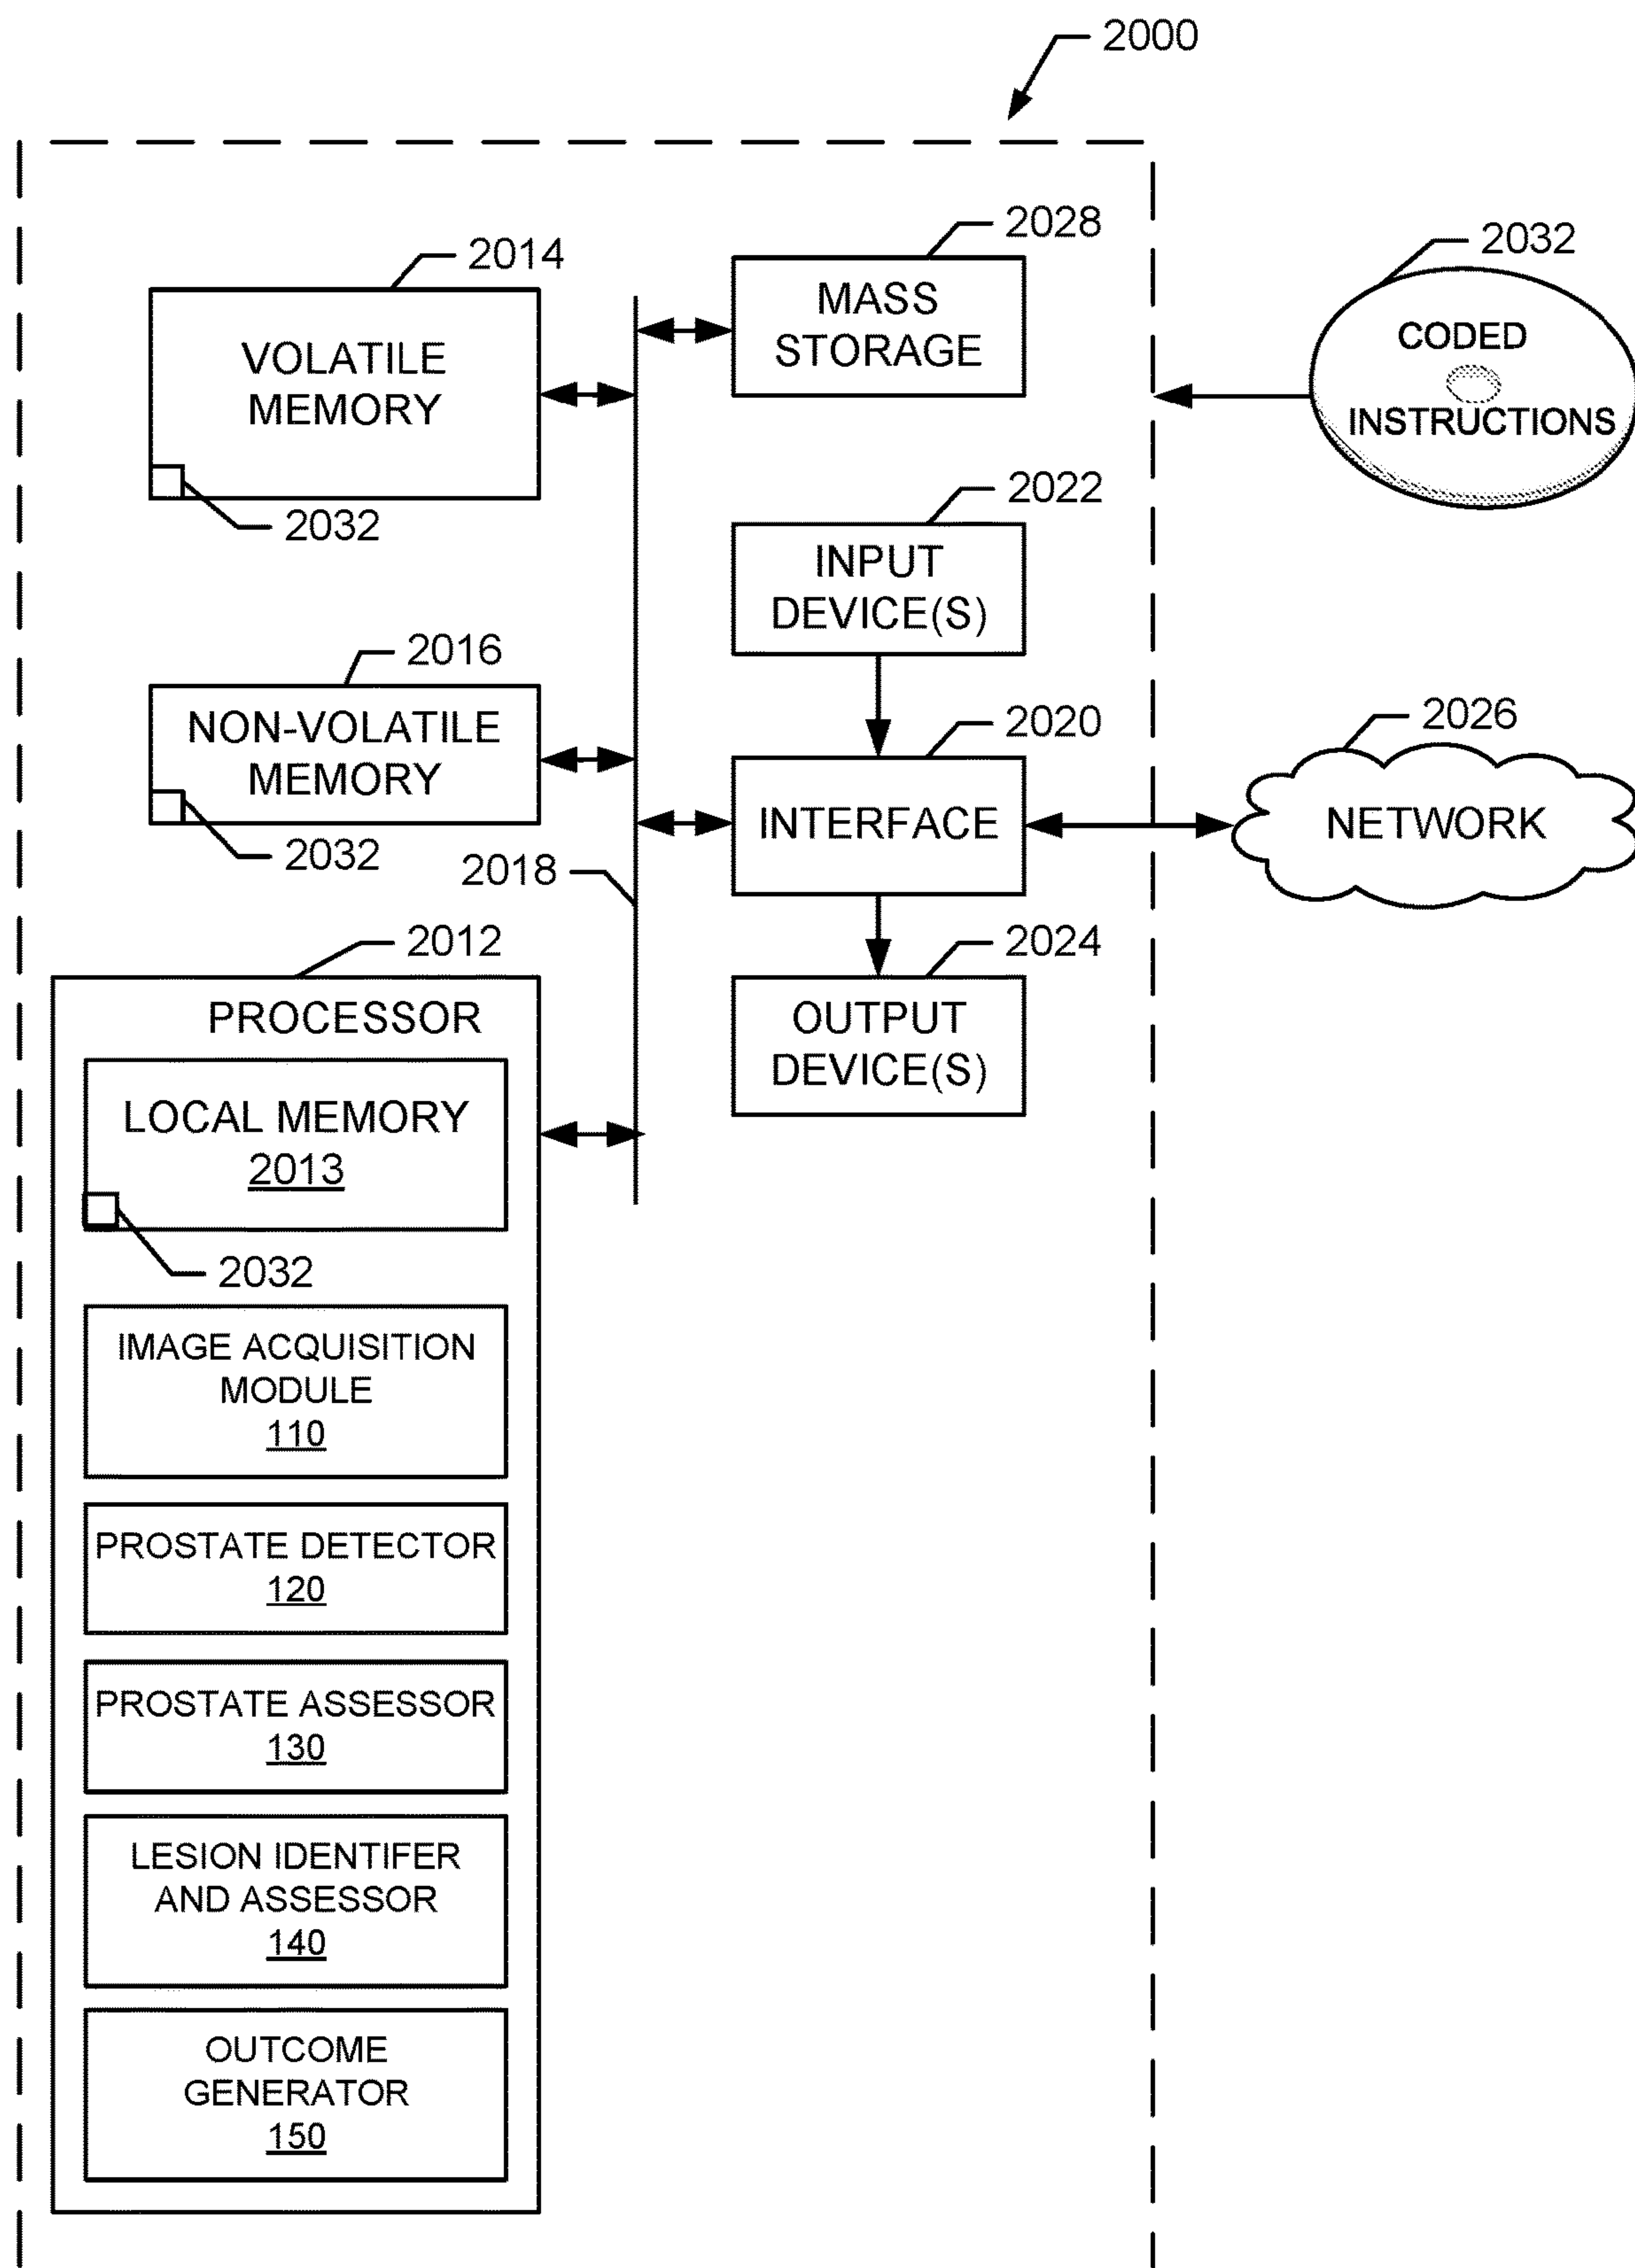 2000
2014
VOLATILE
MEMORY
2032
2028
MASS
STORAGE
2032
CODED
INSTRUCTIONS
2022
INPUT
DEVICE(S)
2016
NON-VOLATILE
MEMORY
2032
2018
2020
INTERFACE
2026
NETWORK
2024
OUTPUT
DEVICE(S)
2012
PROCESSOR
LOCAL MEMORY
2013
2032
IMAGE ACQUISITION
MODULE
110
PROSTATE DETECTOR
120
PROSTATE ASSESSOR
130
LESION IDENTIFER
AND ASSESSOR
140
OUTCOME
GENERATOR
150